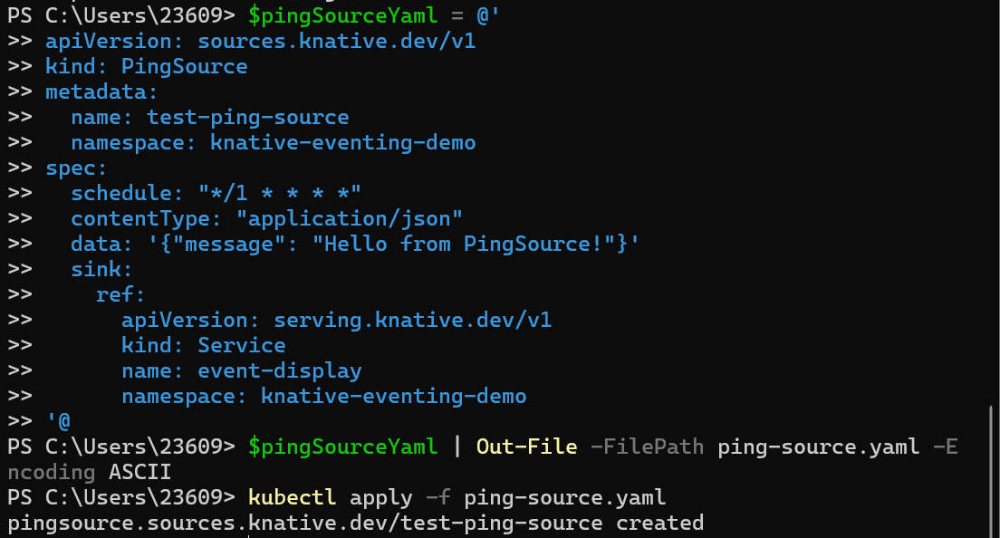 PS C:\Users\23609> $pingSourceYaml = @'
>> apiVersion: sources.knative.dev/v1
>> kind: PingSource
>> metadata:
>>   name: test-ping-source
>>   namespace: knative-eventing-demo
>> spec:
>>   schedule: "*/1 * * * *"
>>   contentType: "application/json"
>>   data: '{"message": "Hello from PingSource!"}'
>>   sink:
>>     ref:
>>       apiVersion: serving.knative.dev/v1
>>       kind: Service
>>       name: event-display
>>       namespace: knative-eventing-demo
>> '@
PS C:\Users\23609> $pingSourceYaml | Out-File -FilePath ping-source.yaml -E
ncoding ASCII
PS C:\Users\23609> kubectl apply -f ping-source.yaml
pingsource.sources.knative.dev/test-ping-source created